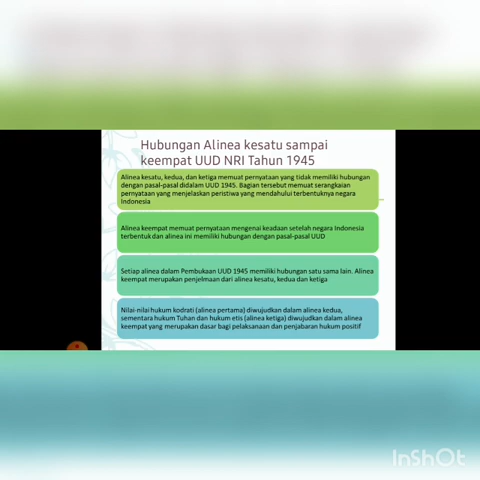 Hubungan Alinea kesatu sampai
keempat UUD NRI Tahun 1945
Alinea kesatu, kedua, dan ketiga memuat pernyataan yang tidak memiliki hubungan
dengan pasal-pasal didalam UUD 1945. Bagian tersebut memuat serangkaian
pernyataan yang menjelaskan peristiwa yang mendahului terbentuknya negara
Indonesia
Alinea keempat memuat pernyataan mengenai keadaan setelah negara Indonesia
terbentuk dan alinea ini memiliki hubungan dengan pasal-pasal UUD
Setiap alinea dalam Pembukaan UUD 1945 memiliki hubungan satu sama lain. Alinea
keempat merupakan penjelmaan dari alinea kesatu, kedua dan ketiga
Nilai-nilai hukum kodrati (alinea pertama) diwujudkan dalam alinea kedua,
sementara hukum Tuhan dan hukum etis (alinea ketiga) diwujudkan dalam alinea
keempat yang merupakan dasar bagi pelaksanaan dan penjabaran hukum positif
InShOt